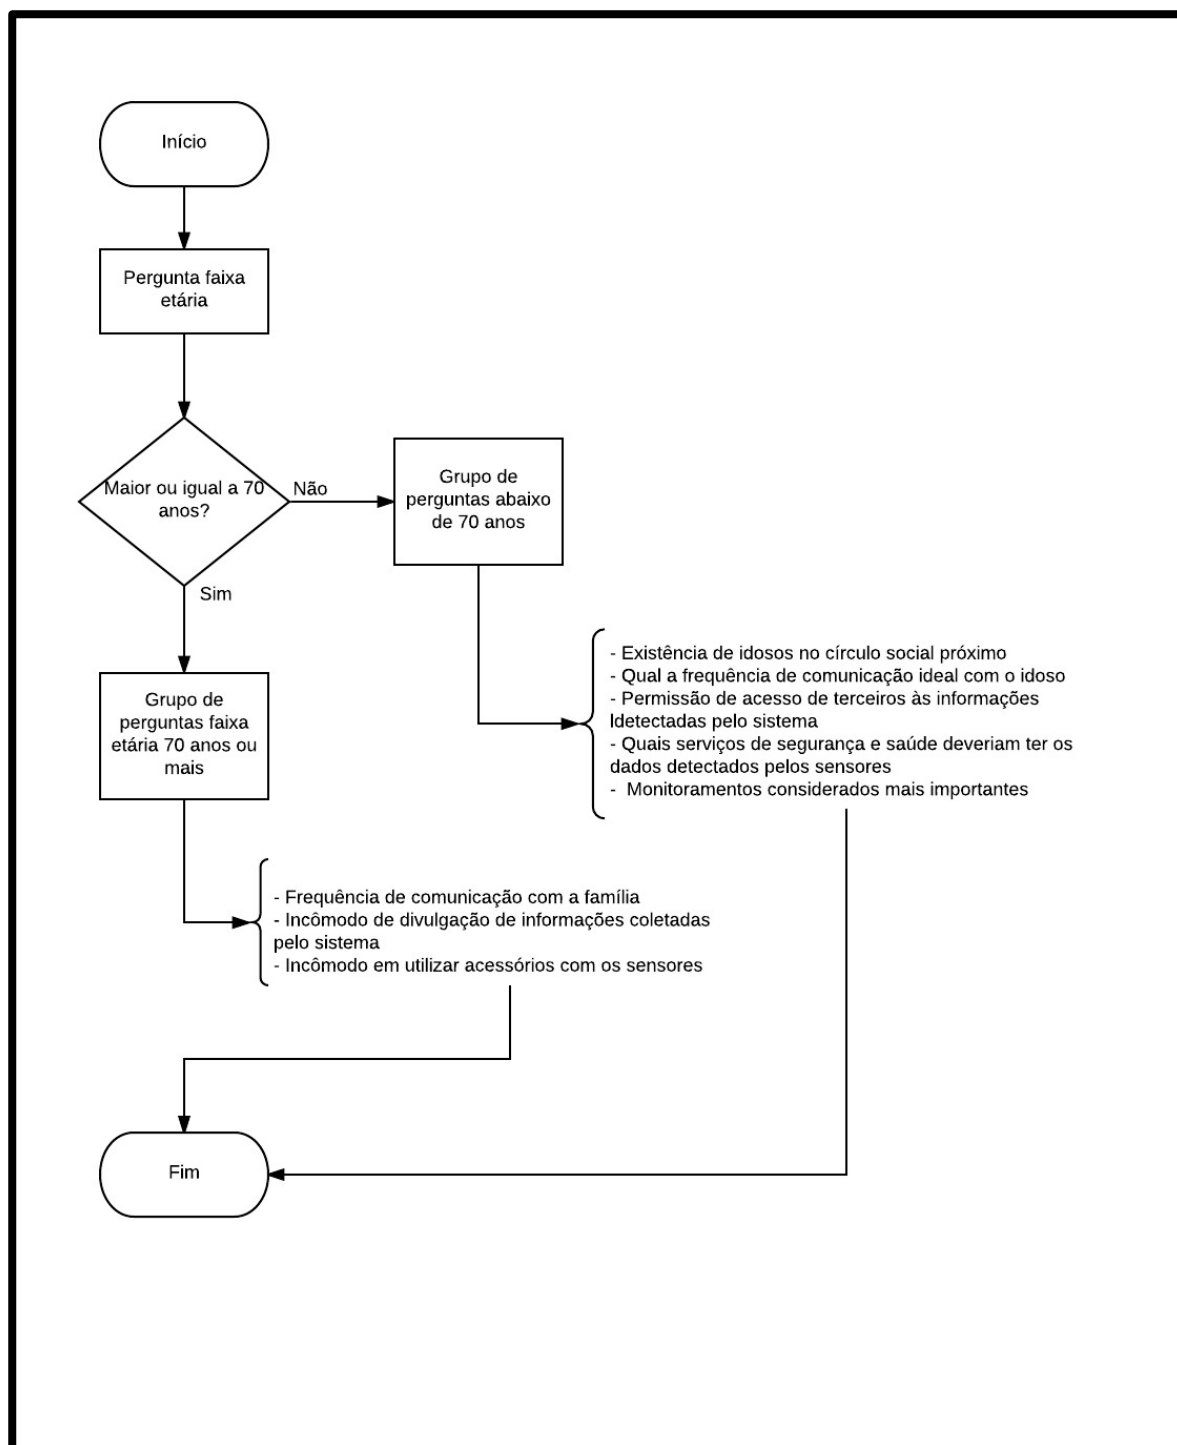 Início
Pergunta faixa
etária
Maior ou igual a 70
anos?
Não
Grupo de
perguntas abaixo
de 70 anos
Sim
- Existência de idosos no círculo social próximo
- Qual a frequência de comunicação ideal com o idoso
- Permissão de acesso de terceiros às informações
ldetectadas pelo sistema
- Quais serviços de segurança e saúde deveriam ter os
dados detectados pelos sensores
-  Monitoramentos considerados mais importantes
Grupo de
perguntas faixa
etária 70 anos ou
mais
- Frequência de comunicação com a família
- Incômodo de divulgação de informações coletadas
pelo sistema
- Incômodo em utilizar acessórios com os sensores
Fim